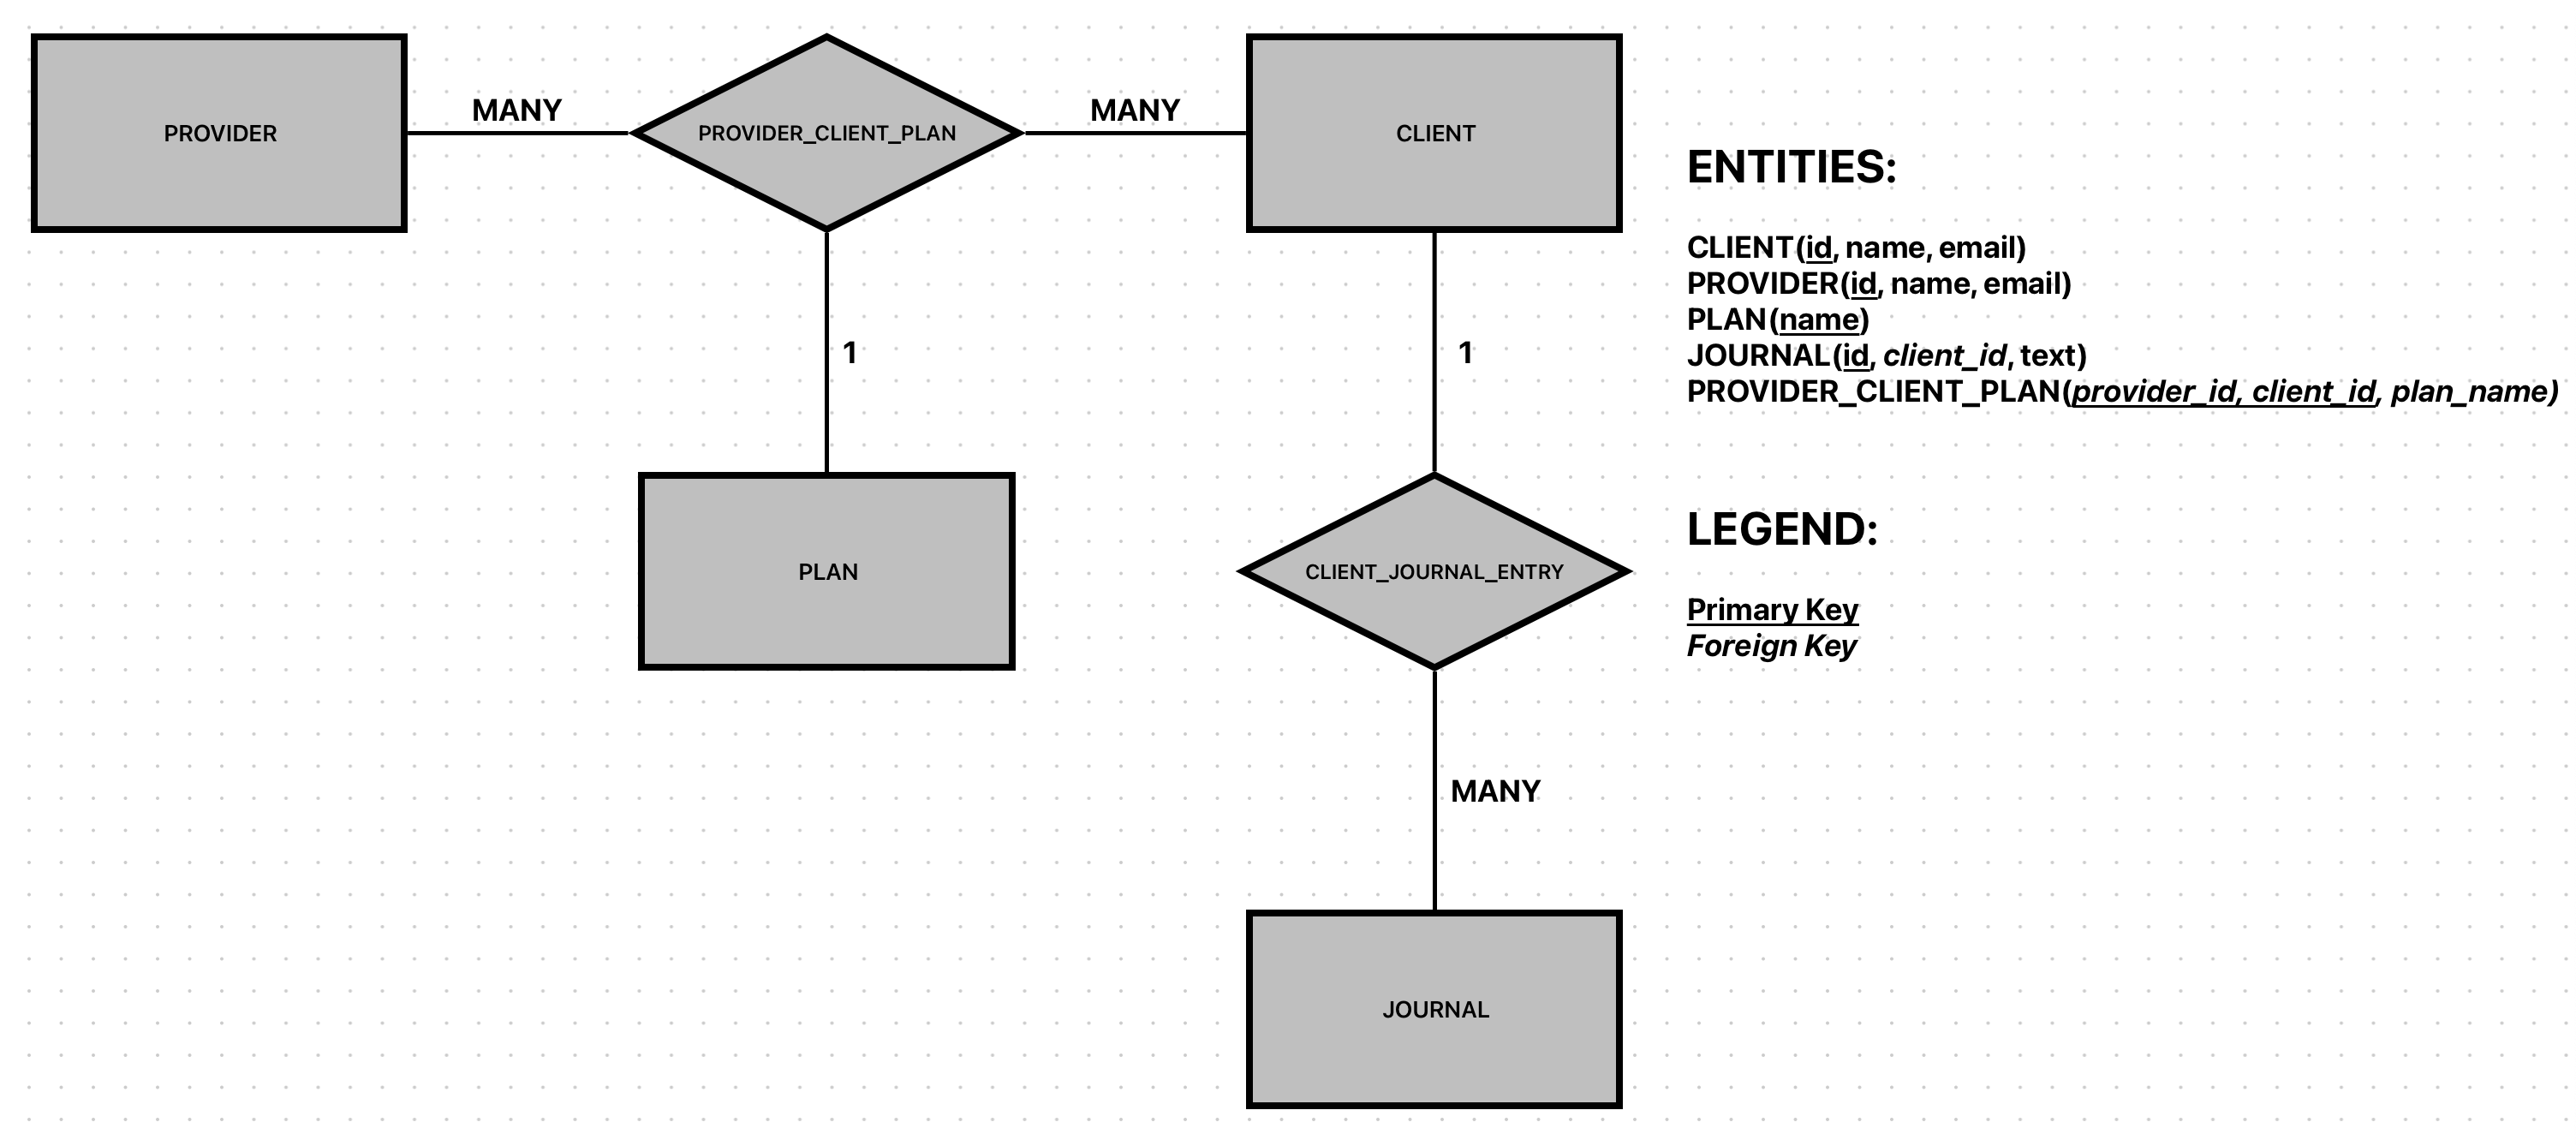 PROVIDER
MANY
PROVIDER_CLIENT_PLAN
MANY
CLIENT
1
PLAN
1
CLIENT_JOURNAL_ENTRY
MANY
JOURNAL
ENTITIES:
CLIENT(id, name, email)
PROVIDER(id, name, email)
PLAN(name)
JOURNAL(id, client_id, text)
PROVIDER_CLIENT_PLAN(provider_id, client_id, plan_name)
LEGEND:
Primary Key
Foreign Key